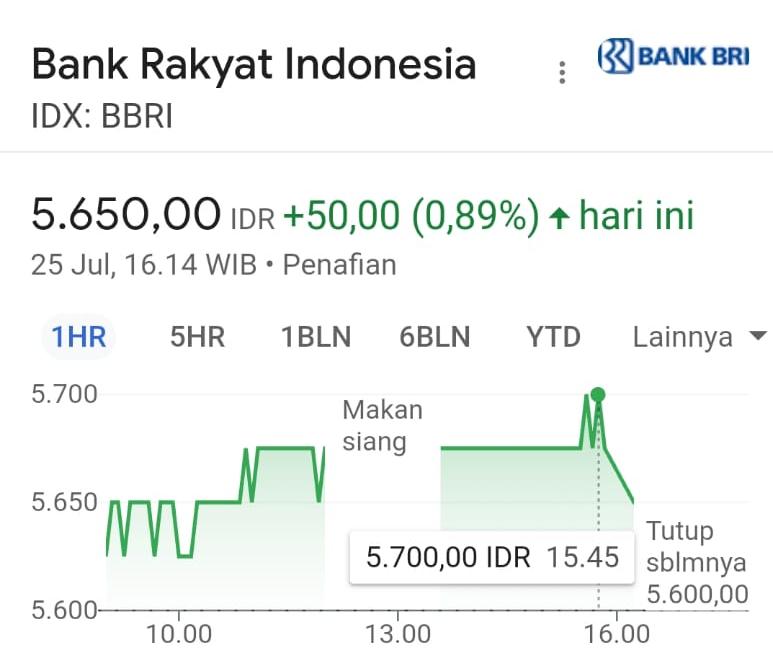 Bank Rakyat Indonesia
BANK BRI
IDX: BBRI
5.650,00 IDR +50,00 (0,89%) ↑ hari ini
25 Jul, 16.14 WIB • Penafian
1HR 5HR 1BLN 6BLN YTD Lainnya
5.700
Makan
siang
5.650
5.700,00 IDR 15.45
Tutup
sblmnya
5.600,00
5.600
10.00 13.00 16.00